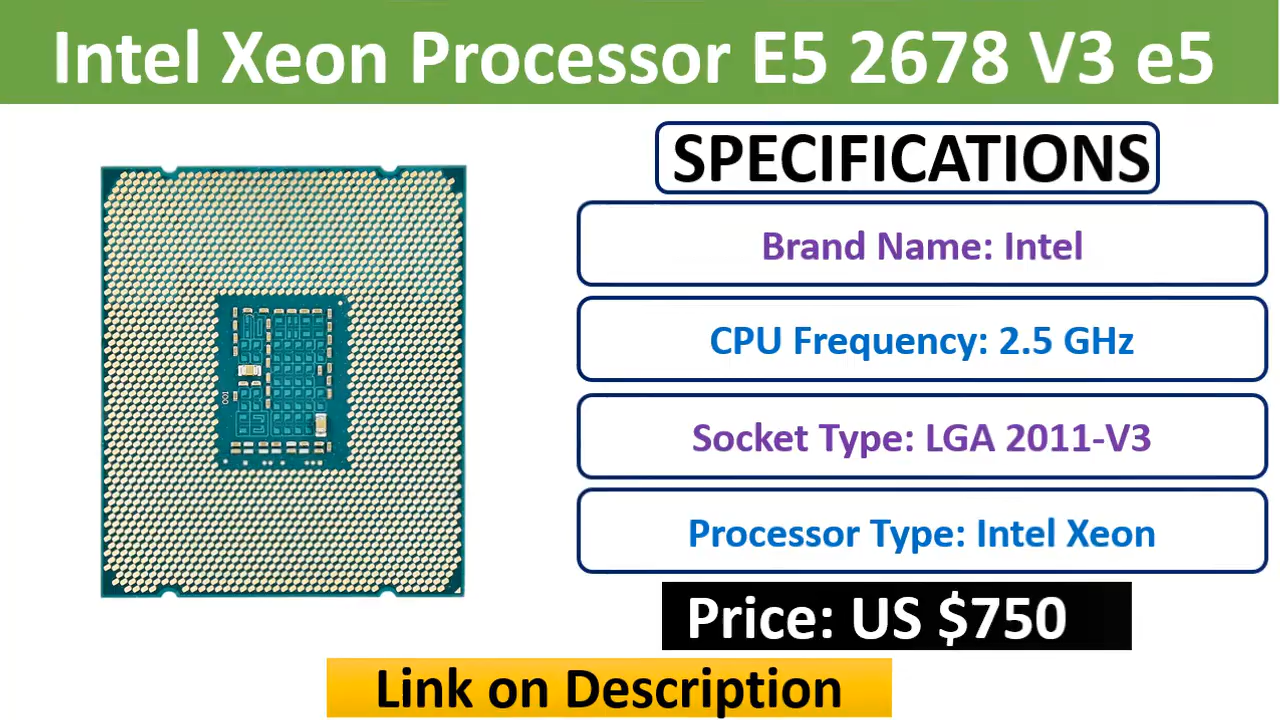 Intel Xeon Processor E5 2678 V3 e5
SPECIFICATIONS
Brand Name: Intel
CPU Frequency: 2.5 GHz
Socket Type: LGA 2011-V3
Processor Type: Intel Xeon
Price: US $750
Link on Description